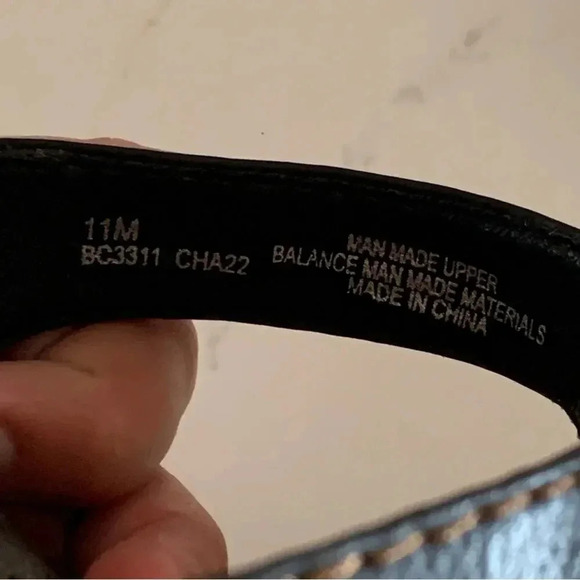 11M
BC3311 CHA22
MAN MADE UPPER
BALANCE MAN MADE MATERIALS
MADE IN CHINA